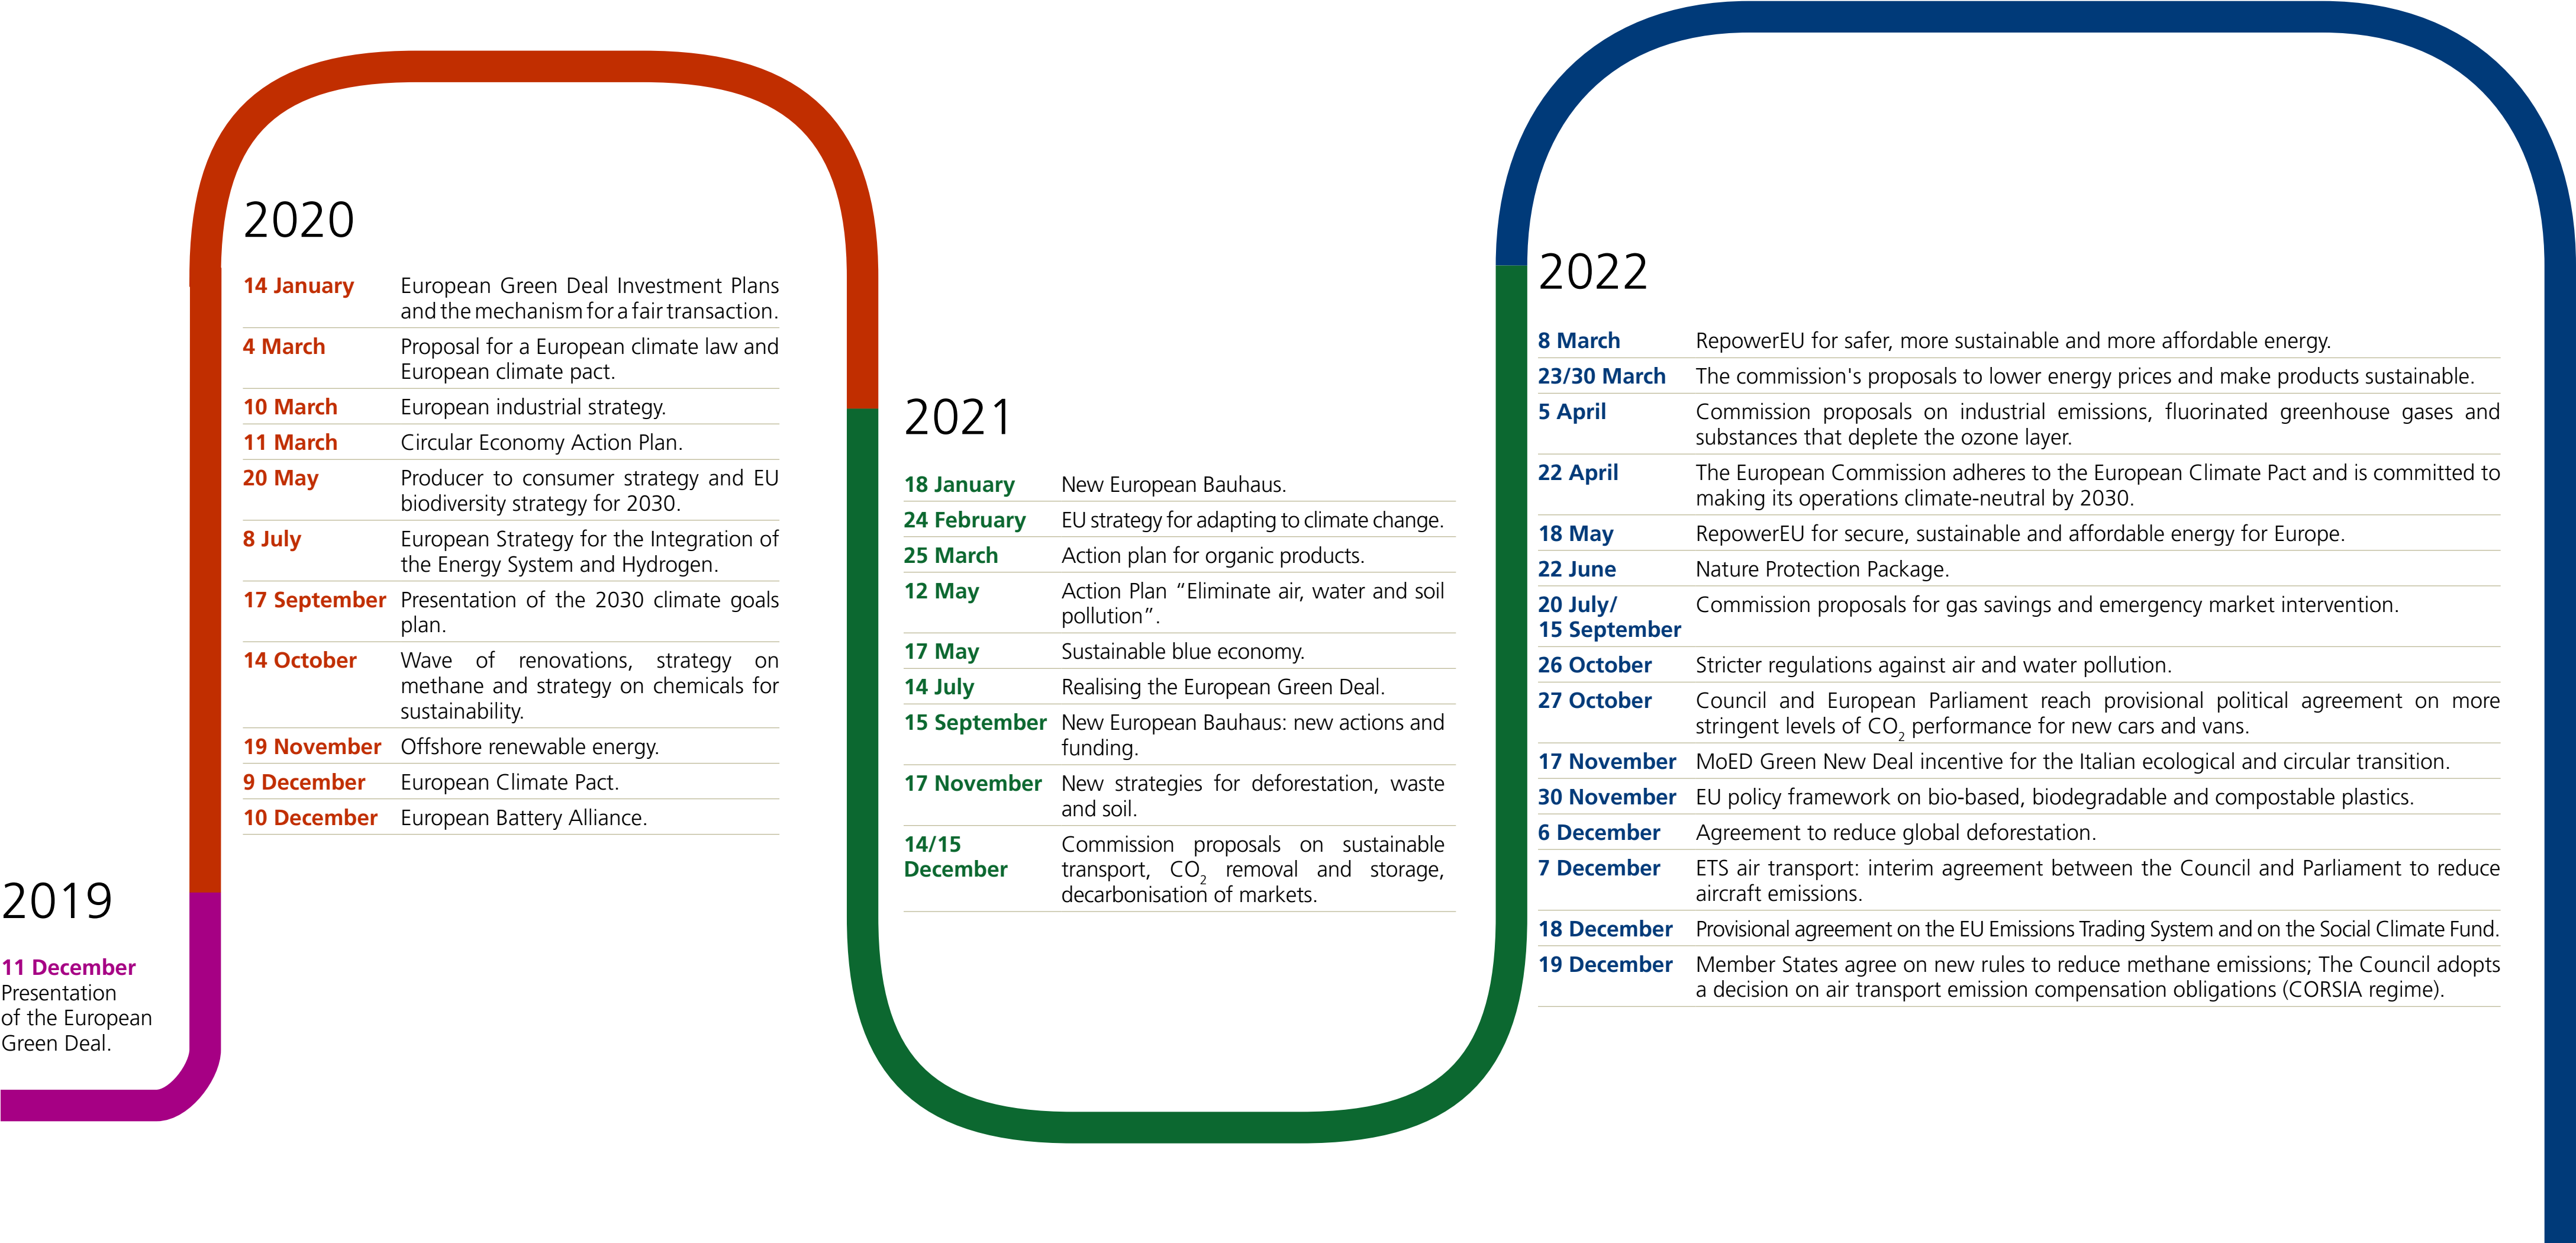 2019
11 December
Presentation
of the European
Green Deal.
2020
14 January European Green Deal Investment Plans
and the mechanism for a fair transaction.
4 March Proposal for a European climate law and
European climate pact.
10 March European industrial strategy.
11 March Circular Economy Action Plan.
20 May Producer to consumer strategy and EU
biodiversity strategy for 2030.
8 July European Strategy for the Integration of
the Energy System and Hydrogen.
17 September Presentation of the 2030 climate goals
plan.
14 October Wave of renovations, strategy on
methane and strategy on chemicals for
sustainability.
19 November Offshore renewable energy.
9 December European Climate Pact.
10 December European Battery Alliance.
2021
18 January New European Bauhaus.
24 February EU strategy for adapting to climate change.
25 March Action plan for organic products.
12 May Action Plan “Eliminate air, water and soil
pollution”.
17 May Sustainable blue economy.
14 July Realising the European Green Deal.
15 September New European Bauhaus: new actions and
funding.
17 November New strategies for deforestation, waste
and soil.
14/15 Commission proposals on sustainable
December transport, CO2 removal and storage,
decarbonisation of markets.
2022
8 March RepowerEU for safer, more sustainable and more affordable energy.
23/30 March The commission's proposals to lower energy prices and make products sustainable.
5 April Commission proposals on industrial emissions, fluorinated greenhouse gases and
substances that deplete the ozone layer.
22 April The European Commission adheres to the European Climate Pact and is committed to
making its operations climate-neutral by 2030.
18 May RepowerEU for secure, sustainable and affordable energy for Europe.
22 June Nature Protection Package.
20 July/ Commission proposals for gas savings and emergency market intervention.
15 September
26 October Stricter regulations against air and water pollution.
27 October Council and European Parliament reach provisional political agreement on more
stringent levels of CO2 performance for new cars and vans.
17 November MoED Green New Deal incentive for the Italian ecological and circular transition.
30 November EU policy framework on bio-based, biodegradable and compostable plastics.
6 December Agreement to reduce global deforestation.
7 December ETS air transport: interim agreement between the Council and Parliament to reduce
aircraft emissions.
18 December Provisional agreement on the EU Emissions Trading System and on the Social Climate Fund.
19 December Member States agree on new rules to reduce methane emissions; The Council adopts
a decision on air transport emission compensation obligations (CORSIA regime).